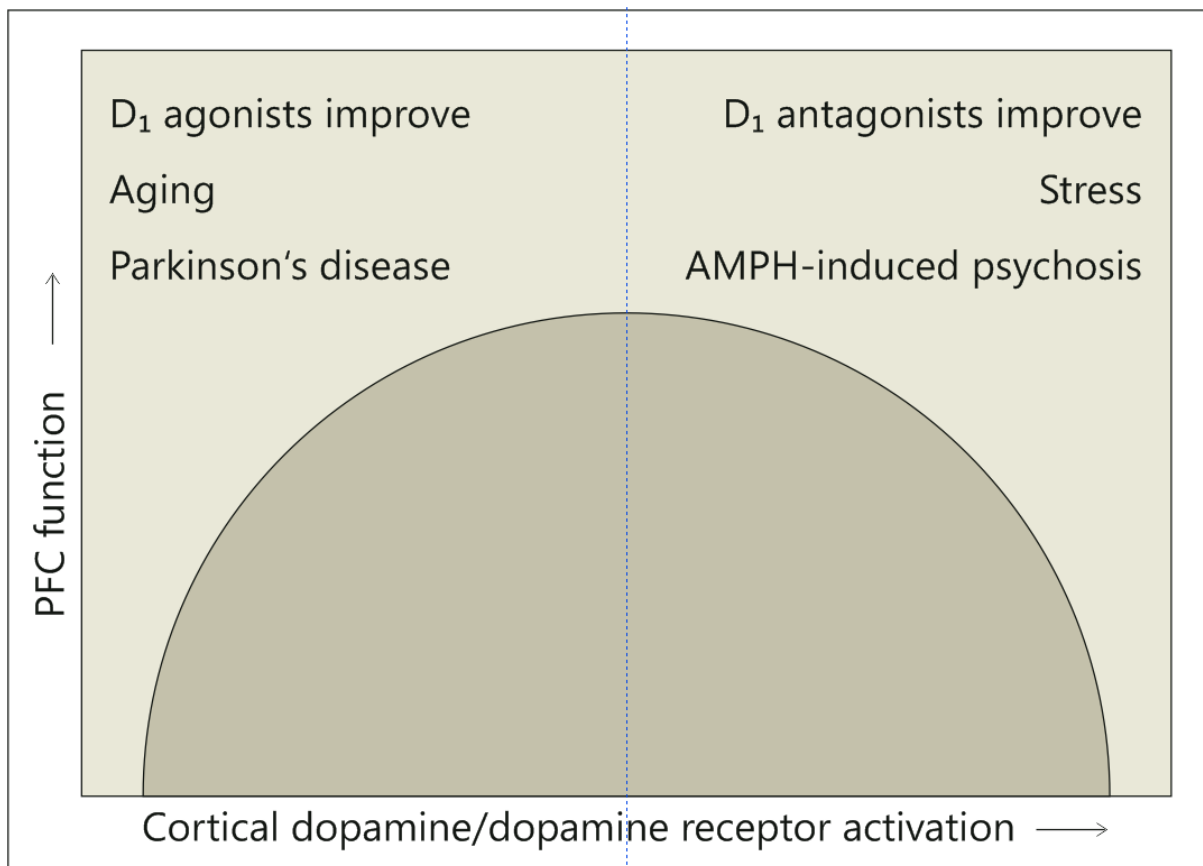 D₁ agonists improve
Aging
Parkinson‘s disease
D₁ antagonists improve
Stress
AMPH-induced psychosis
PFC function
Cortical dopamine/dopamine receptor activation